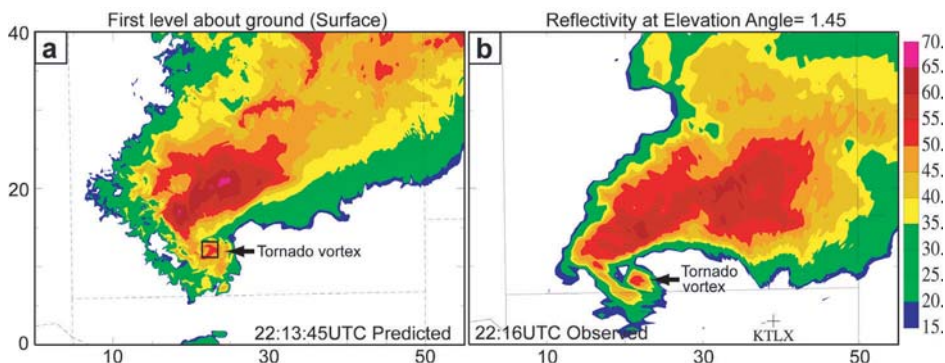 First level about ground (Surface)
Reflectivity at Elevation Angle= 1.45
40
a
b
70.
65.
60.
55.
50.
45.
40.
35.
30.
25.
20.
15.
20
Tornado vortex
Tornado
vortex
22:13:45UTC Predicted
22:16UTC Observed
KTLX
0
10
30
50
10
30
50